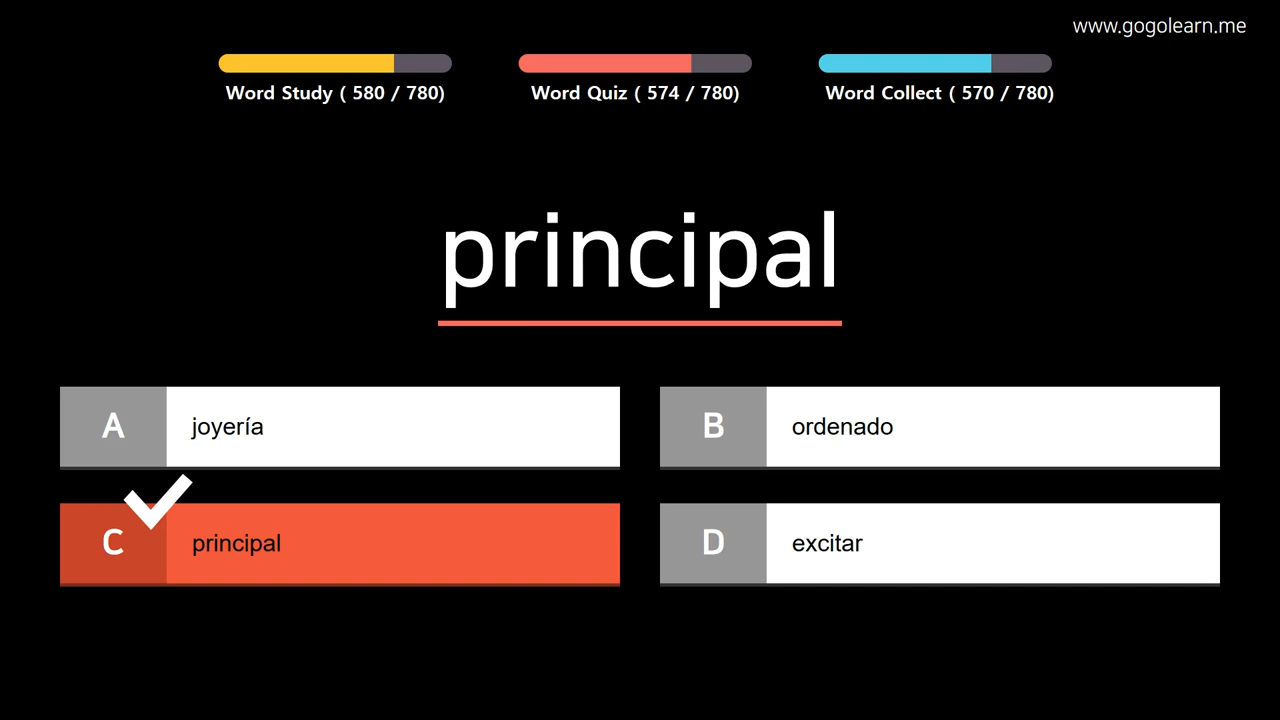 www.gogolearn.me
Word Study ( 580 / 780)
Word Quiz ( 574 / 780)
Word Collect ( 570 / 780)
principal
A joyería
B ordenado
C principal
D excitar